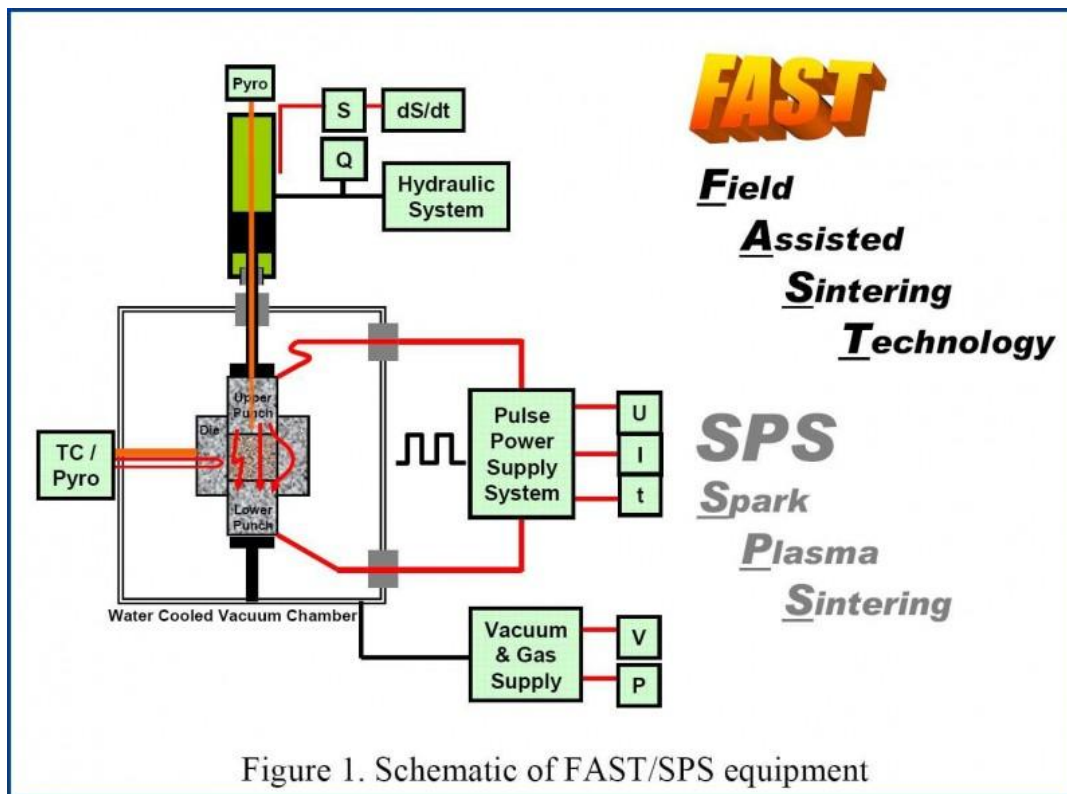 Pyro
S
dS/dt
Q
Hydraulic
System
FAST
Field
Assisted
Sintering
Technology
Upper
Punch
Die
TC /
Pyro
Lower
Punch
Water Cooled Vacuum Chamber
Pulse
Power
Supply
System
U
I
t
SPS
Spark
Plasma
Sintering
Vacuum
& Gas
Supply
V
P
Figure 1. Schematic of FAST/SPS equipment